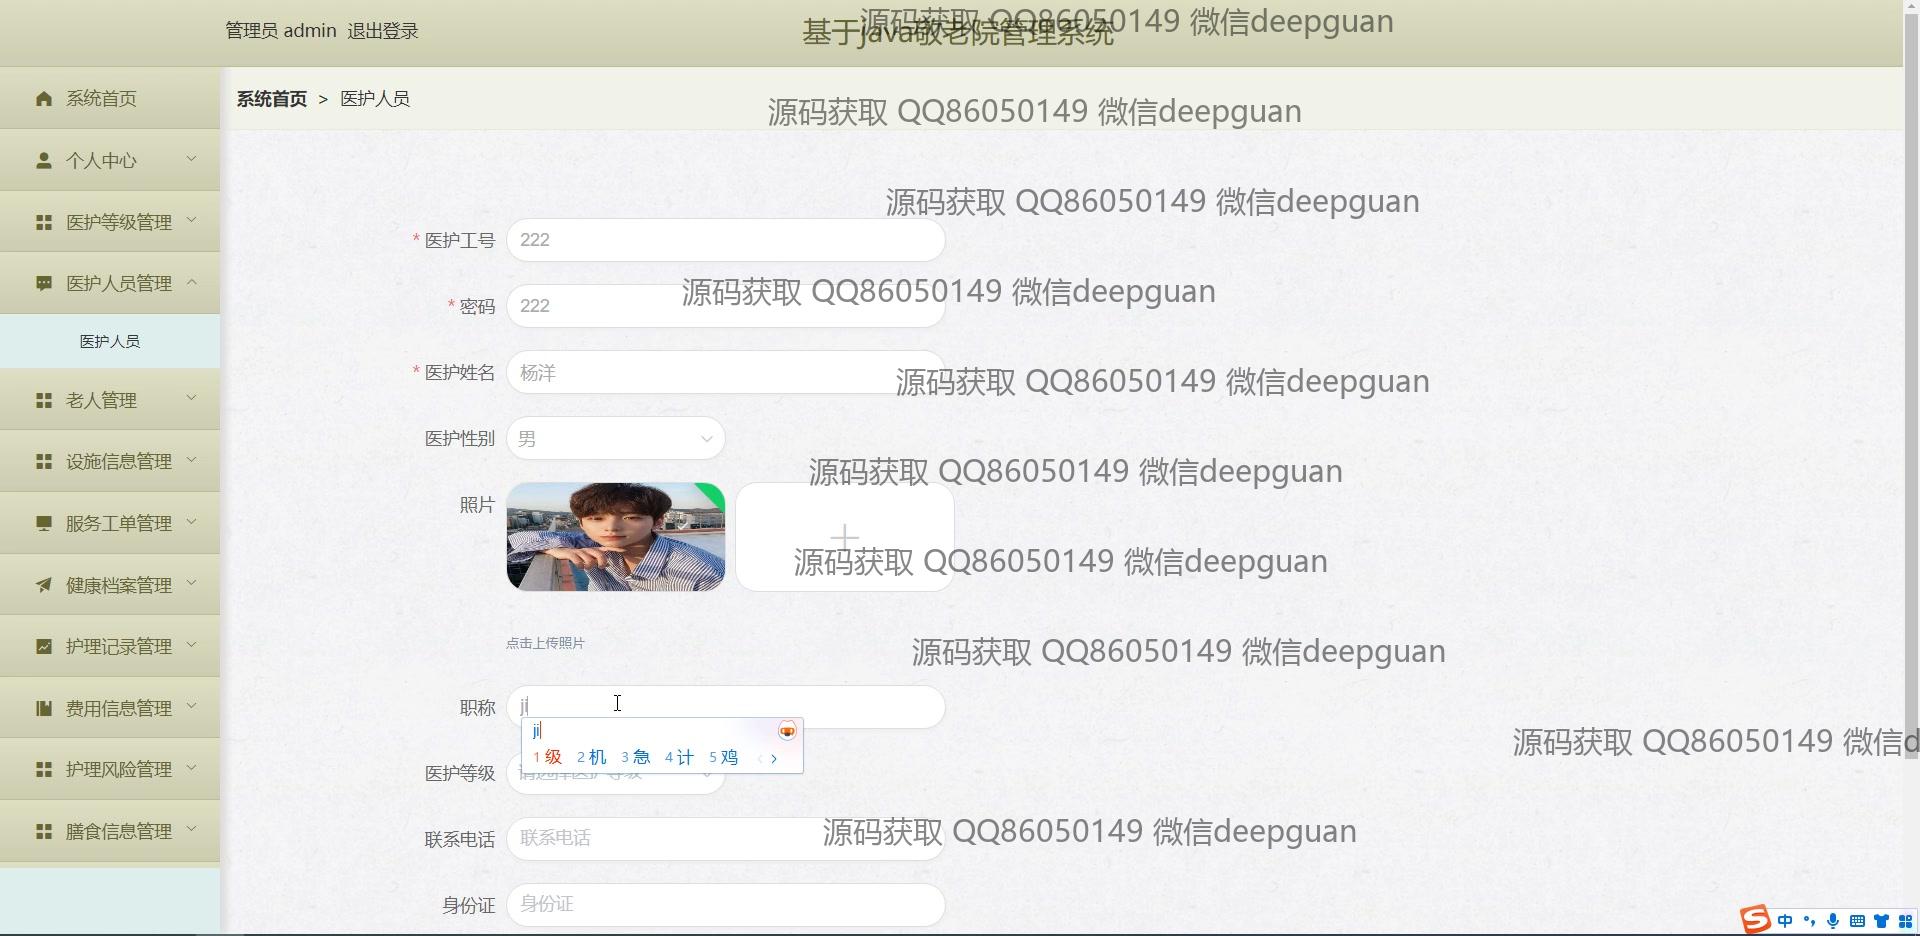 管理员 admin 退出登录
基于java敬老院管理系统
源码获取 QQ86050149 微信deepguan
系统首页
系统首页 > 医护人员
源码获取 QQ86050149 微信deepguan
个人中心
源码获取 QQ86050149 微信deepguan
医护等级管理
* 医护工号 222
医护人员管理
源码获取 QQ86050149 微信deepguan
* 密码 222
医护人员
* 医护姓名 杨洋
源码获取 QQ86050149 微信deepguan
老人管理
医护性别 男
设施信息管理
源码获取 QQ86050149 微信deepguan
照片
服务工单管理
源码获取 QQ86050149 微信deepguan
健康档案管理
点击上传照片
护理记录管理
源码获取 QQ86050149 微信deepguan
职称 ji
费用信息管理
ji
1 级 2 机 3 急 4 计 5 鸡
源码获取 QQ86050149 微信d
护理风险管理
医护等级 请选择医护等级
膳食信息管理
联系电话 联系电话
源码获取 QQ86050149 微信deepguan
身份证 身份证
中